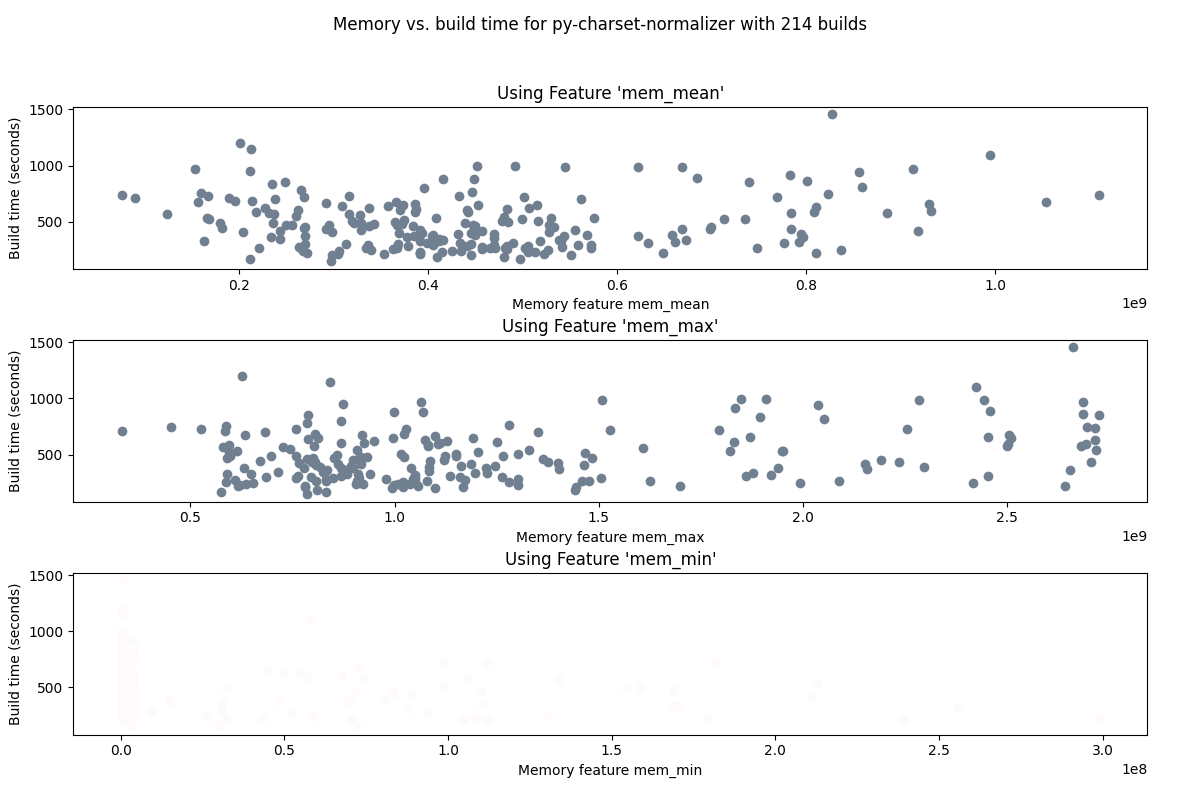 Memory vs. build time for py-charset-normalizer with 214 builds
Using Feature 'mem_mean'
1500
1000
500
Build time (seconds)
0.2 0.4 0.6 0.8 1.0
1e9
Memory feature mem_mean
Using Feature 'mem_max'
1500
1000
500
Build time (seconds)
0.5 1.0 1.5 2.0 2.5
1e9
Memory feature mem_max
Using Feature 'mem_min'
1500
1000
500
Build time (seconds)
0.0 0.5 1.0 1.5 2.0 2.5 3.0
1e8
Memory feature mem_min